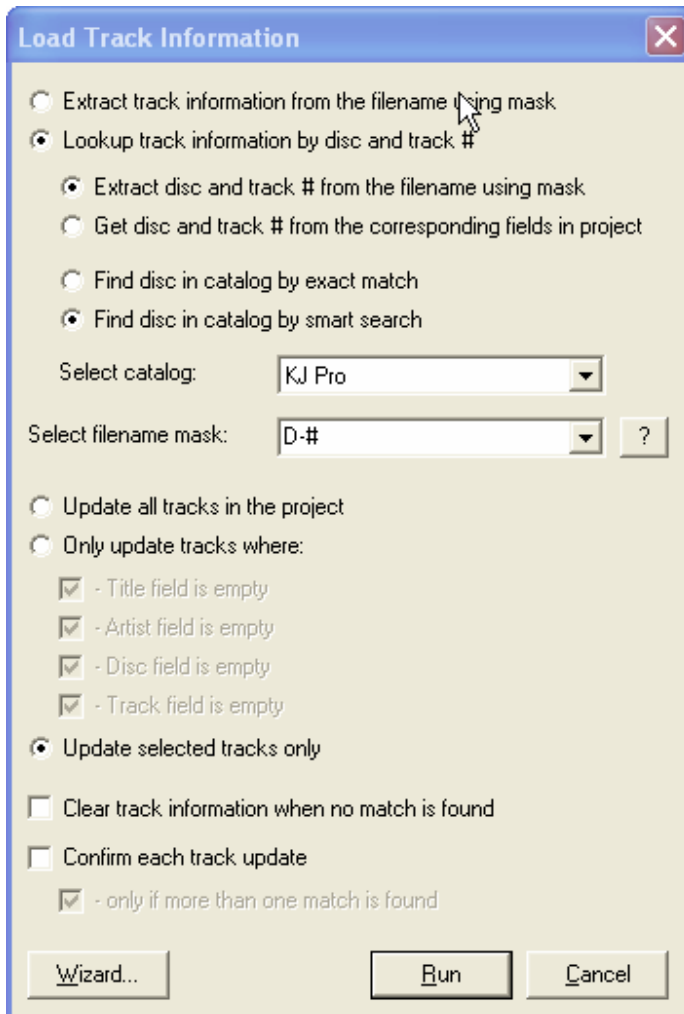 Load Track Information
Extract track information from the filename using mask
Lookup track information by disc and track #
Extract disc and track # from the filename using mask
Get disc and track # from the corresponding fields in project
Find disc in catalog by exact match
Find disc in catalog by smart search
Select catalog: KJ Pro
Select filename mask: D-# ?
Update all tracks in the project
Only update tracks where:
- Title field is empty
- Artist field is empty
- Disc field is empty
- Track field is empty
Update selected tracks only
Clear track information when no match is found
Confirm each track update
- only if more than one match is found
Wizard... Run Cancel